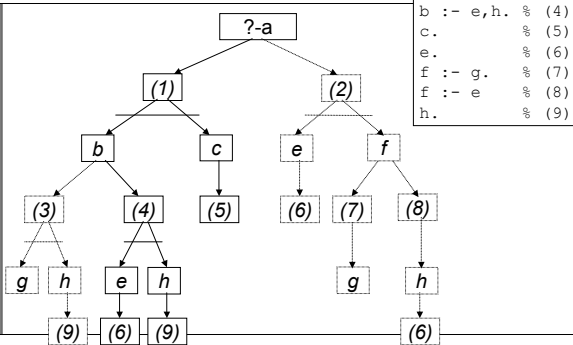 b :- e,h. % (4)
c. % (5)
e. % (6)
f :- g. % (7)
f :- e % (8)
h. % (9)
?-a
(1) (2)
b c e f
(3) (4) (5) (6) (7) (8)
g h e h g h
(9) (6) (9) (6)